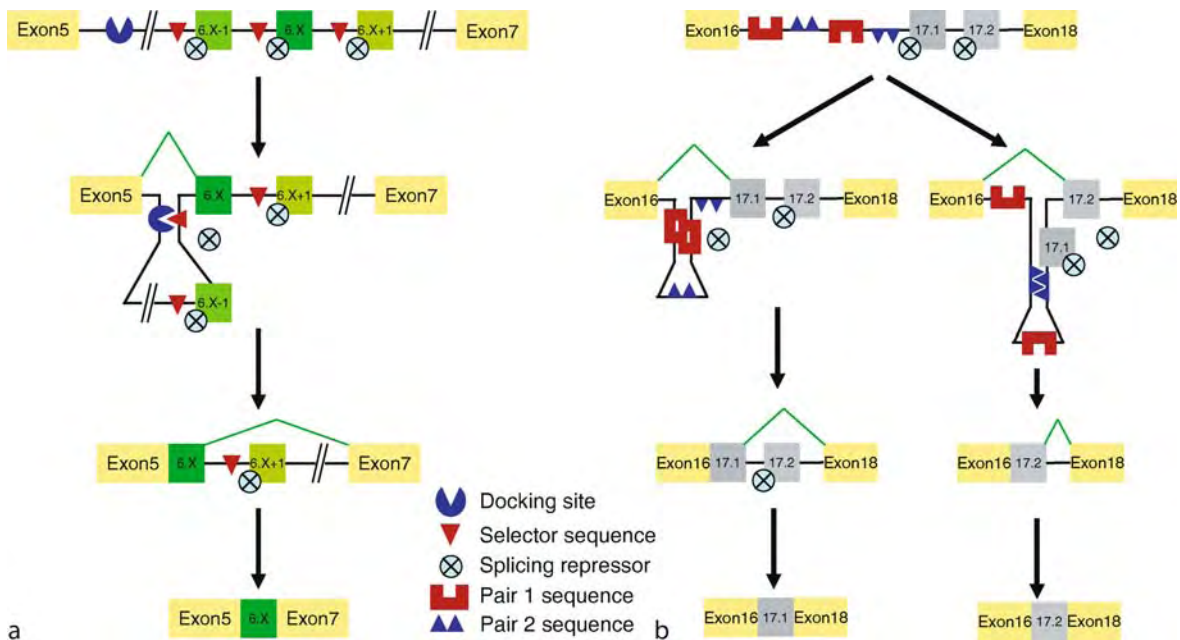 Exon5 6.X-1 6.X 6.X+1 Exon7
Exon5 6.X 6.X+1 Exon7
6.X-1
Exon5 6.X 6.X+1 Exon7
Exon5 6.X Exon7
a
Docking site
Selector sequence
Splicing repressor
Pair 1 sequence
Pair 2 sequence
Exon16 17.1 17.2 Exon18
Exon16 17.1 17.2 Exon18
Exon16 17.2 Exon18
17.1
Exon16 17.1 17.2 Exon18
Exon16 17.2 Exon18
Exon16 17.1 Exon18
Exon16 17.2 Exon18
b